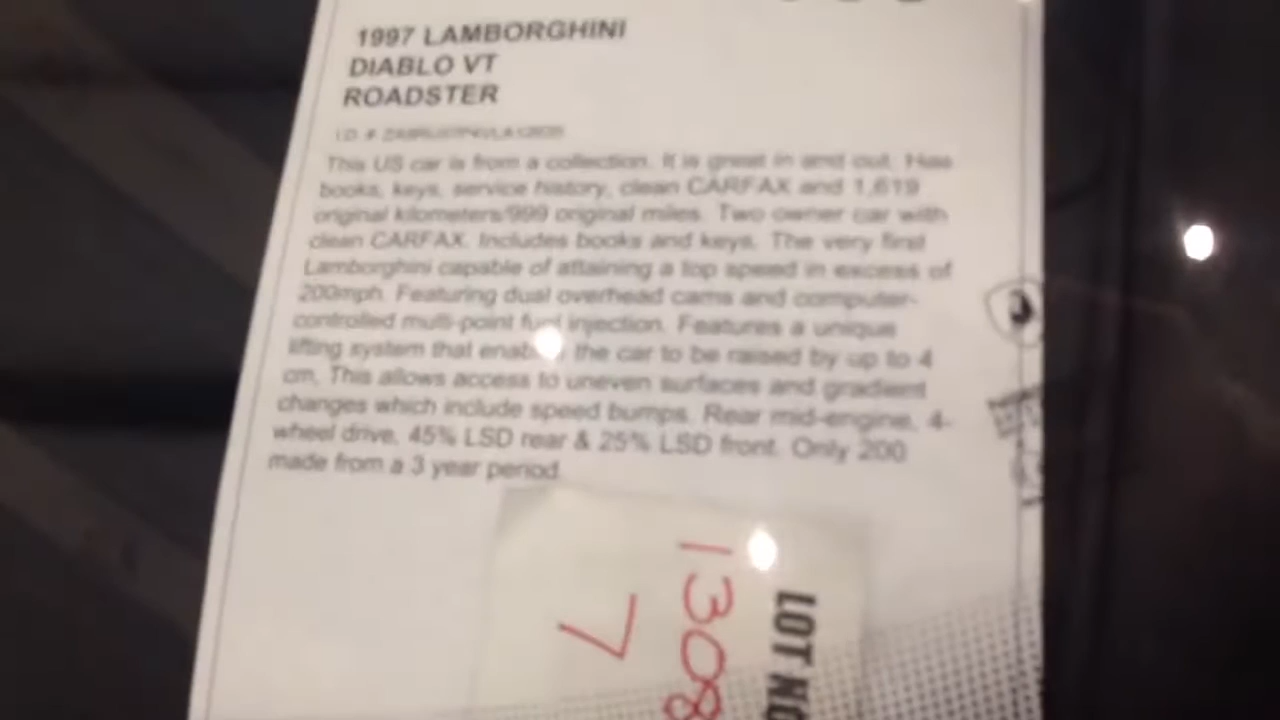 1997 LAMBORGHINI
DIABLO VT
ROADSTER
I.D. #
This US car is from a collection. It is great in and out. Has
books, keys, service history, clean CARFAX and 1,619
original kilometers/999 original miles. Two owner car with
clean CARFAX. Includes books and keys. The very first
Lamborghini capable of attaining a top speed in excess of
200mph. Featuring dual overhead cams and computer-
controlled multi-point fuel injection. Features a unique
lifting system that the car to be raised by up to 4
cm. This allows access to uneven surfaces and gradient
changes which include speed bumps. Rear mid-engine, 4-
wheel drive, 45% LSD rear & 25% LSD front. Only 200
made from a 3 year period.
LOT NO
1308
7